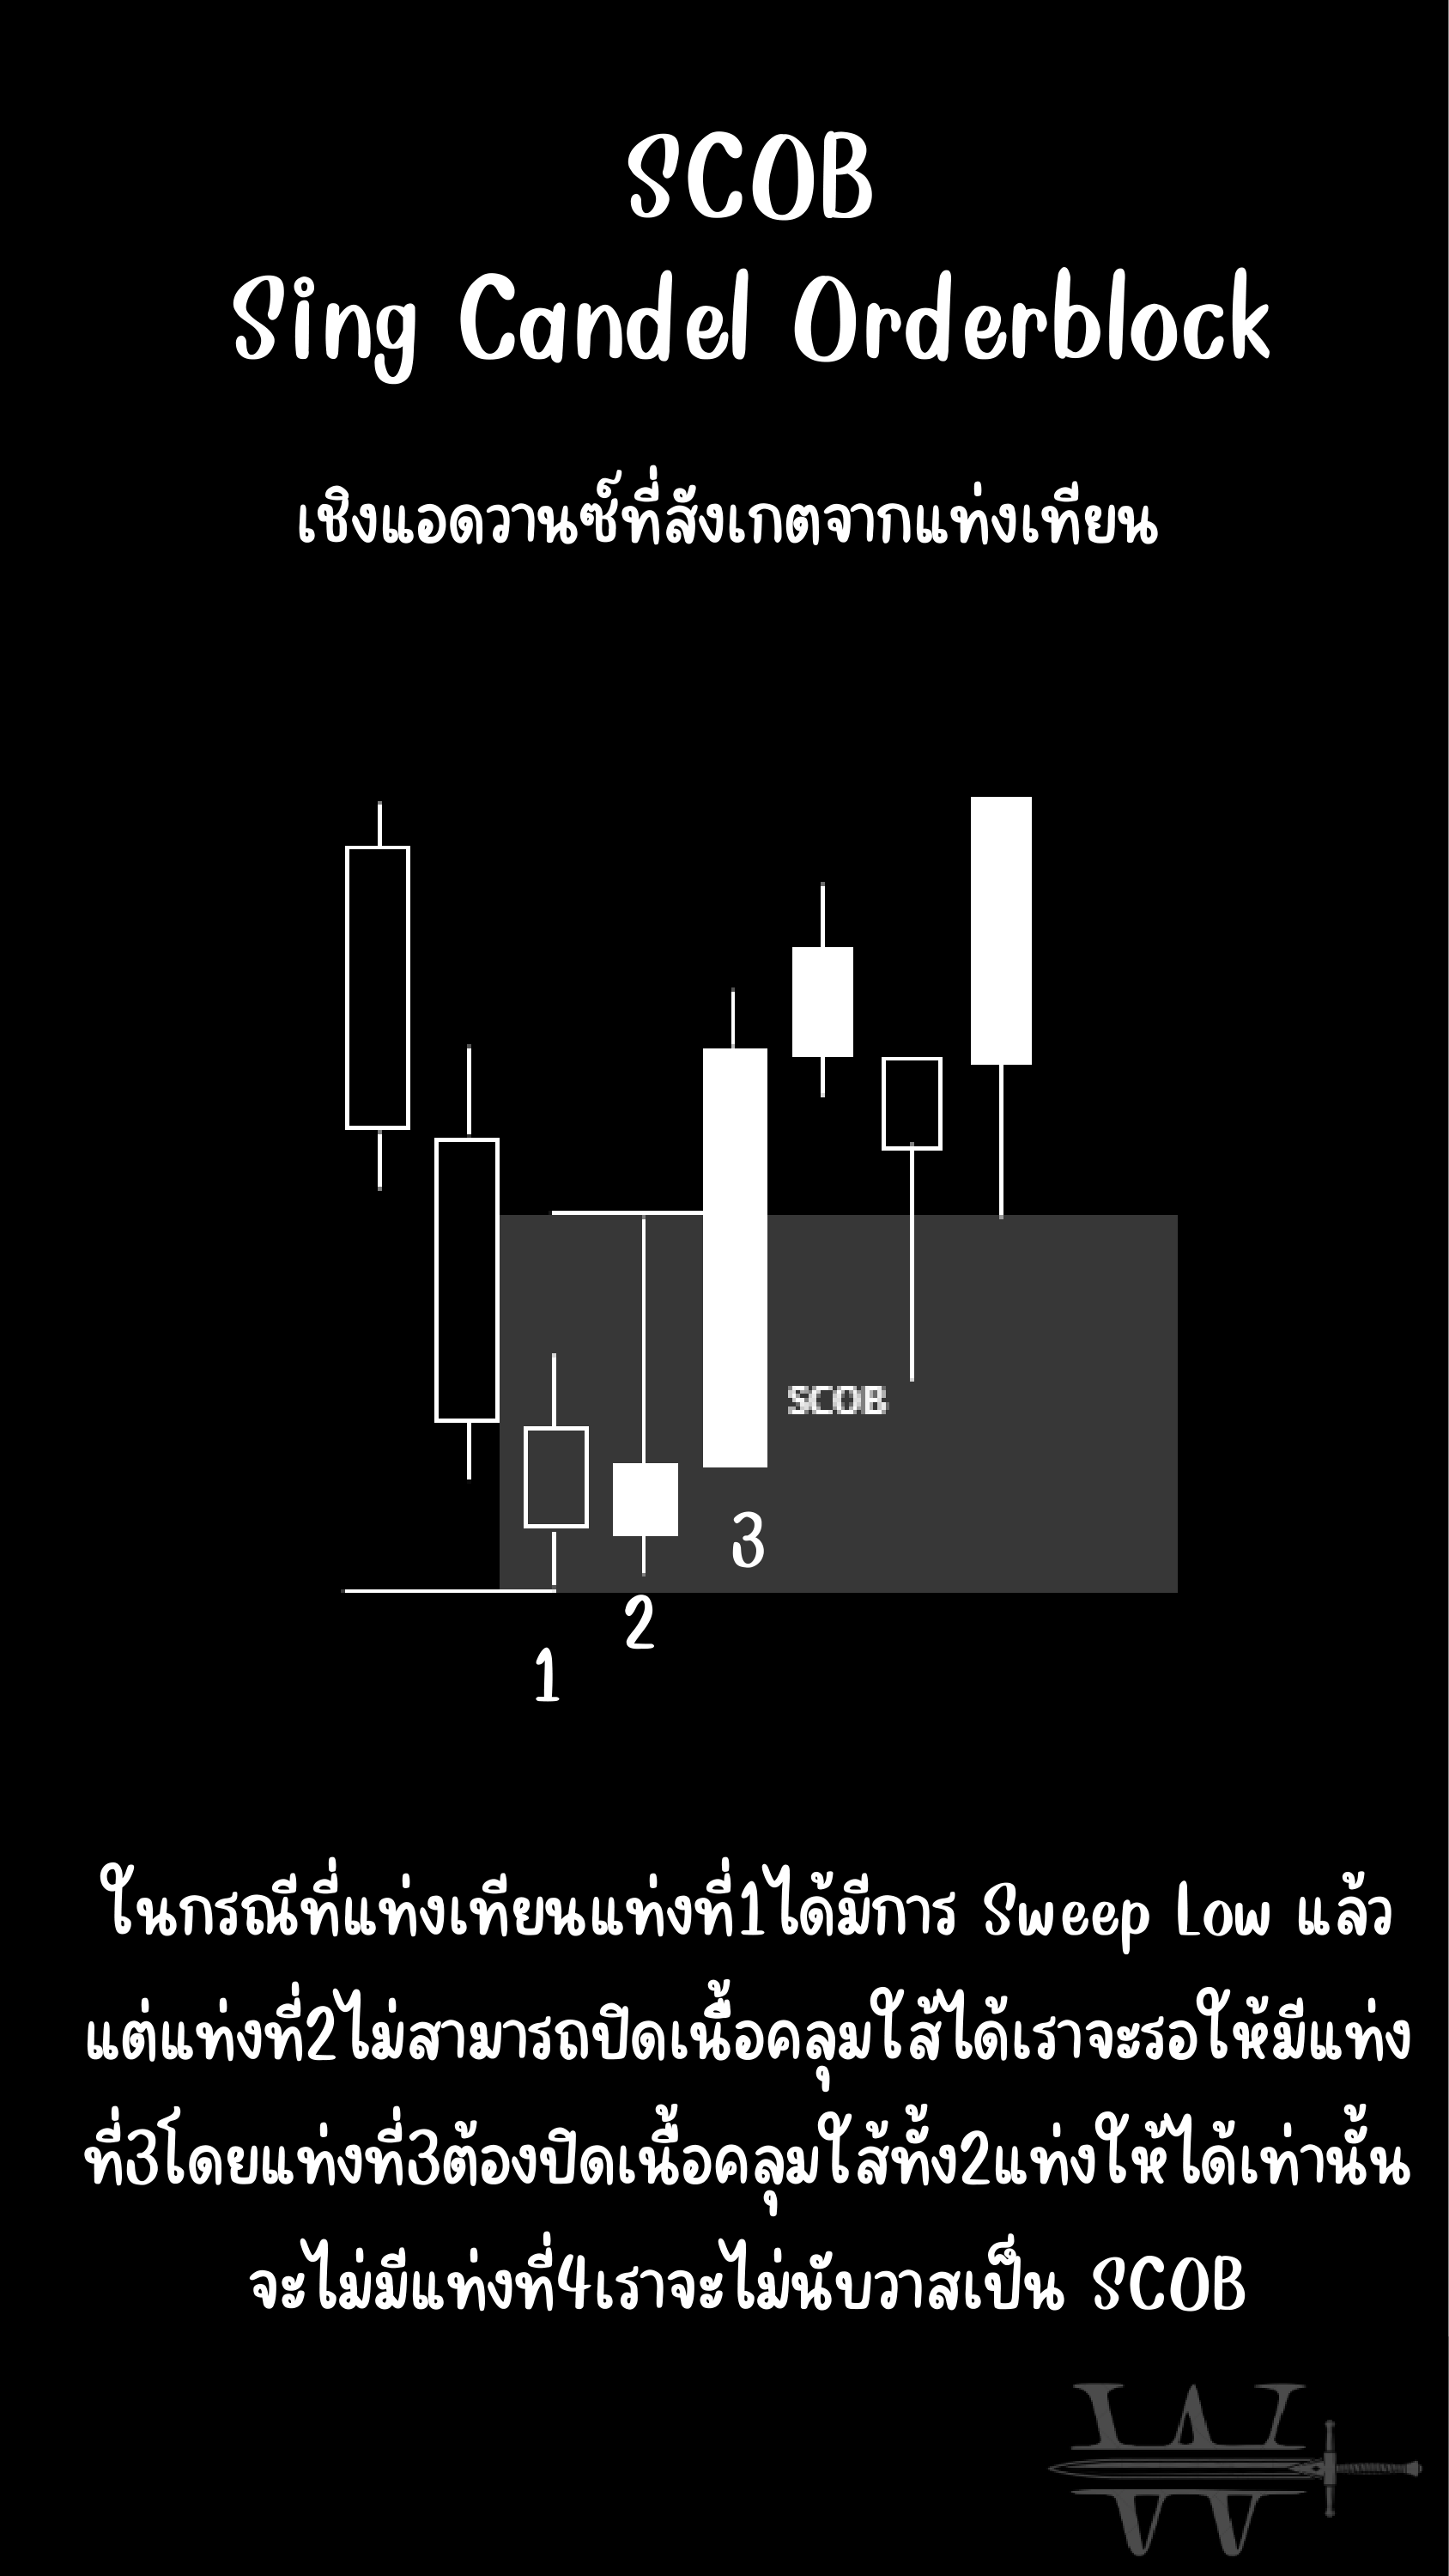 SCOB
Sing Candel Orderblock
เชิงแอดวานซ์ที่สังเกตจากแท่งเทียน
SCOB
3
2
1
ในกรณีที่แท่งเทียนแท่งที่1ได้มีการ Sweep Low แล้ว
แต่แท่งที่2ไม่สามารถปิดเนื้อคลุมใส้ได้เราจะรอให้มีแท่ง
ที่3โดยแท่งที่3ต้องปิดเนื้อคลุมใส้ทั้ง2แท่งให้ได้เท่านั้น
จะไม่มีแท่งที่4เราจะไม่นับวาสเป็น SCOB
W